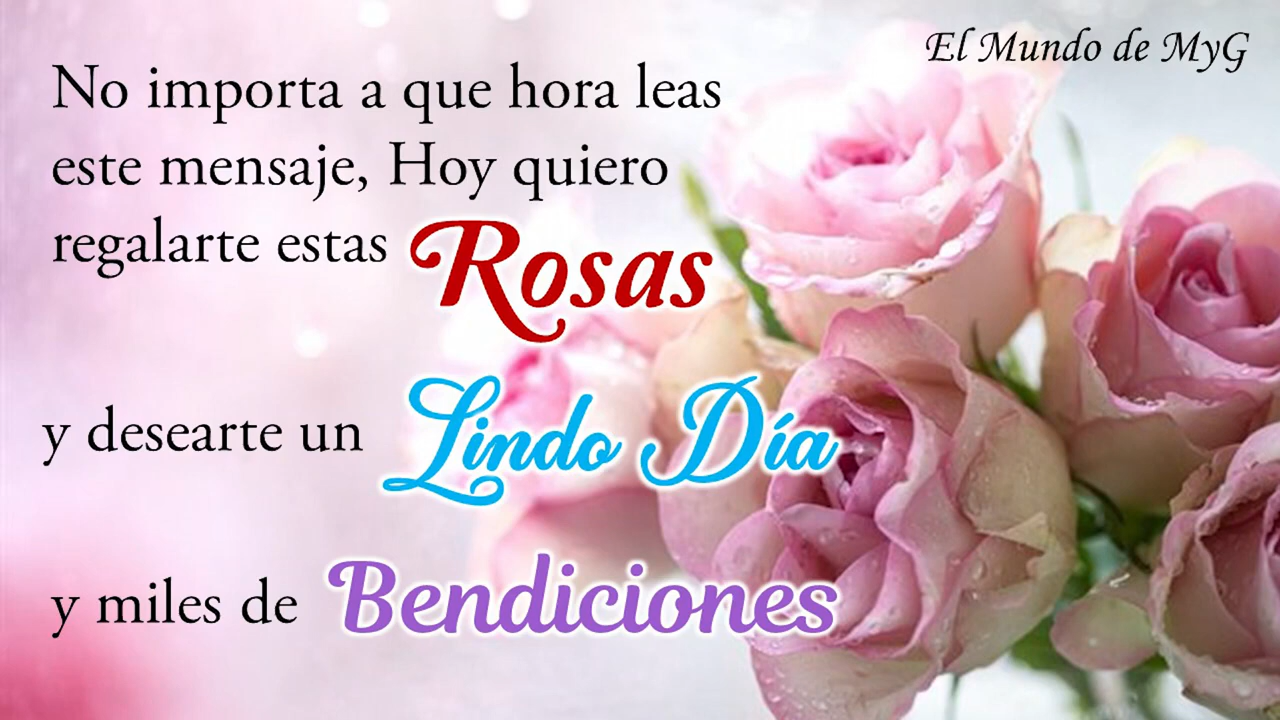 El Mundo de MyG
No importa a que hora leas
este mensaje, Hoy quiero
regalarte estas Rosas
y desearte un Lindo Día
y miles de Bendiciones